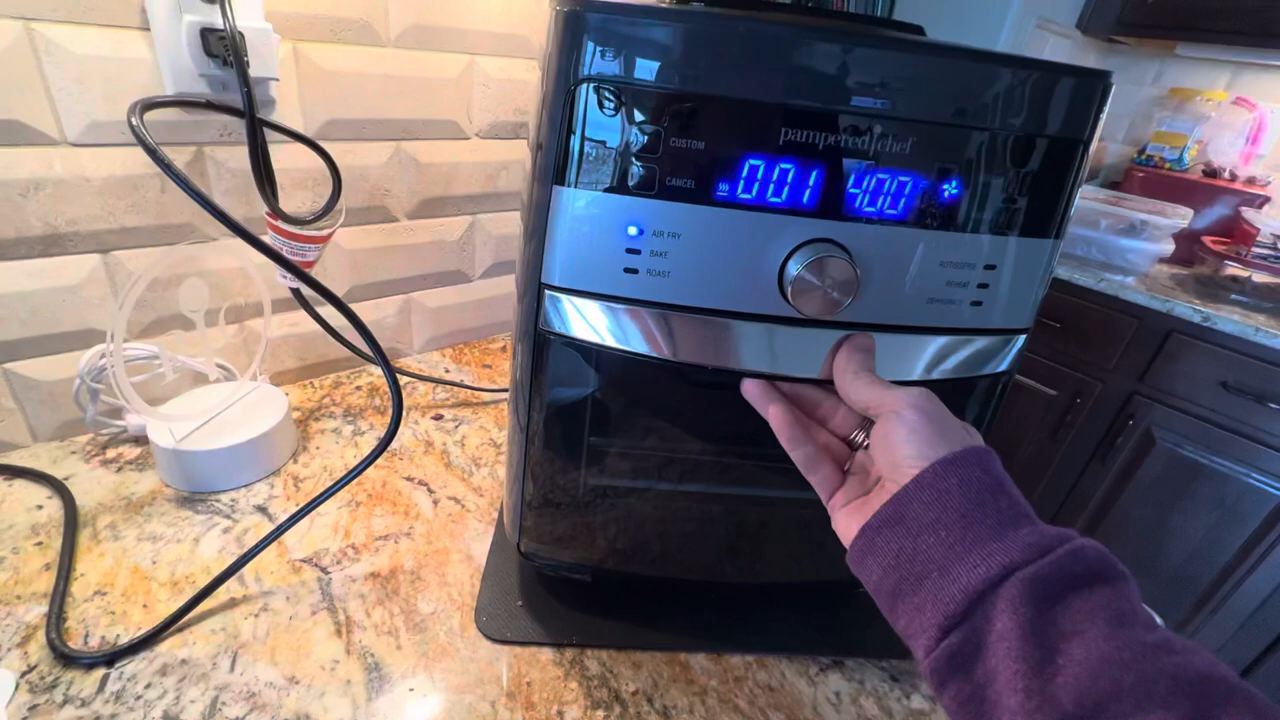 pampered chef
CUSTOM
CANCEL
001 400
AIR FRY
BAKE
ROAST
ROTISSERIE
REHEAT
DEHYDRATE